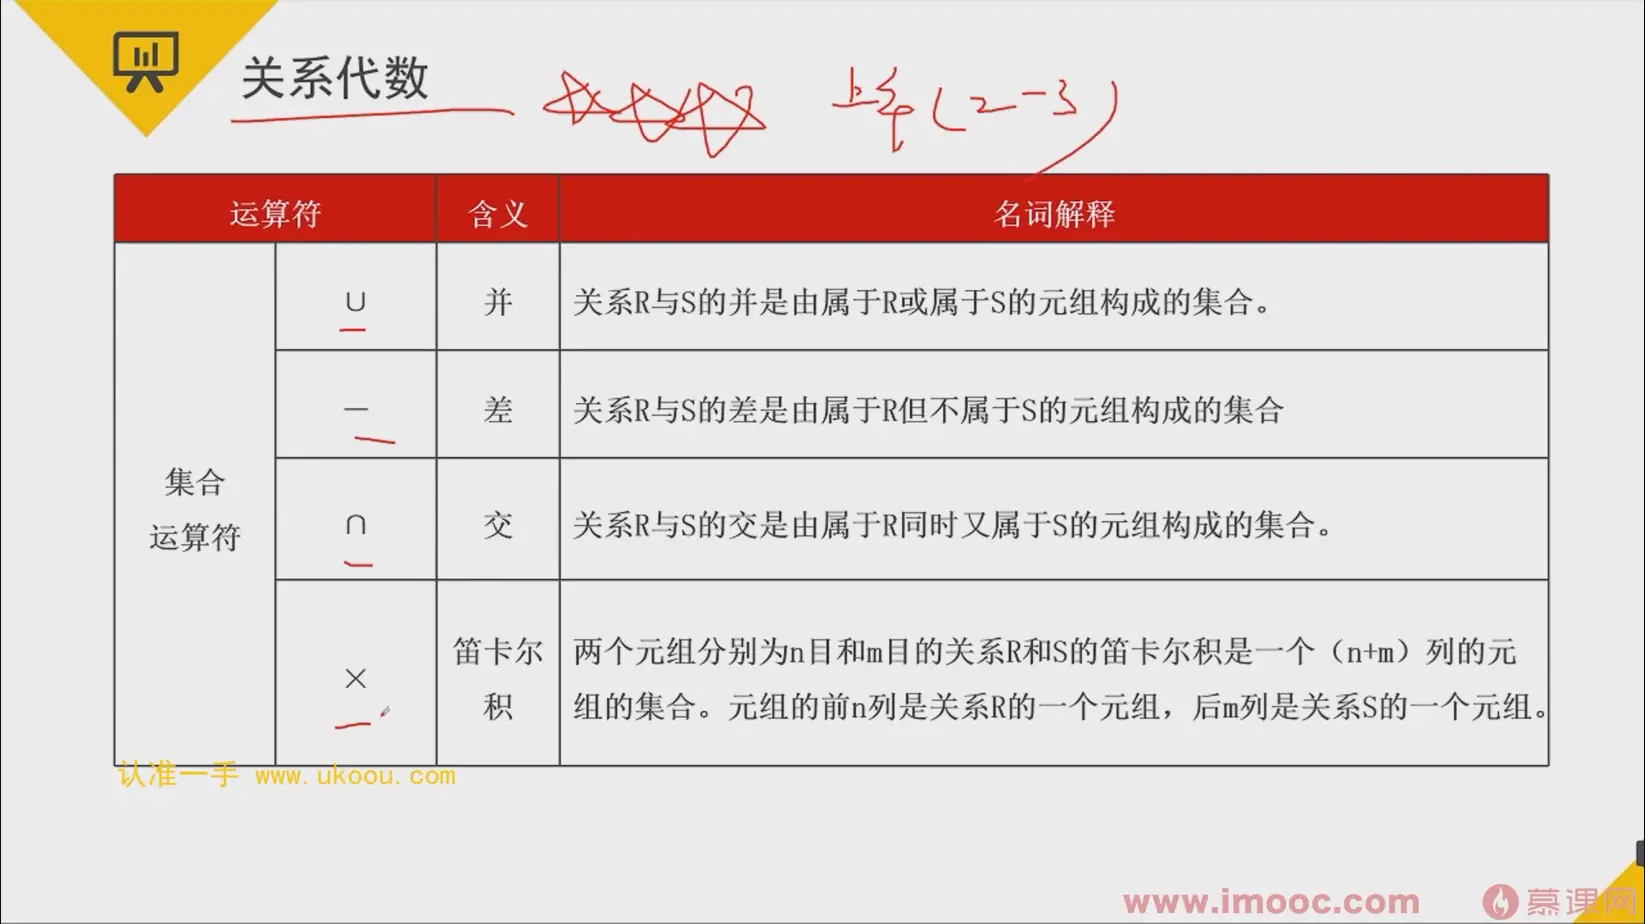 关系代数
上午(2-3)
运算符 含义 名词解释
∪ 并 关系R与S的并是由属于R或属于S的元组构成的集合。
— 差 关系R与S的差是由属于R但不属于S的元组构成的集合
集合
运算符
∩ 交 关系R与S的交是由属于R同时又属于S的元组构成的集合。
× 笛卡尔
积
两个元组分别为n目和m目的关系R和S的笛卡尔积是一个（n+m）列的元
组的集合。元组的前n列是关系R的一个元组，后m列是关系S的一个元组。
认准一手 www.ukoou.com
www.imooc.com 慕课网